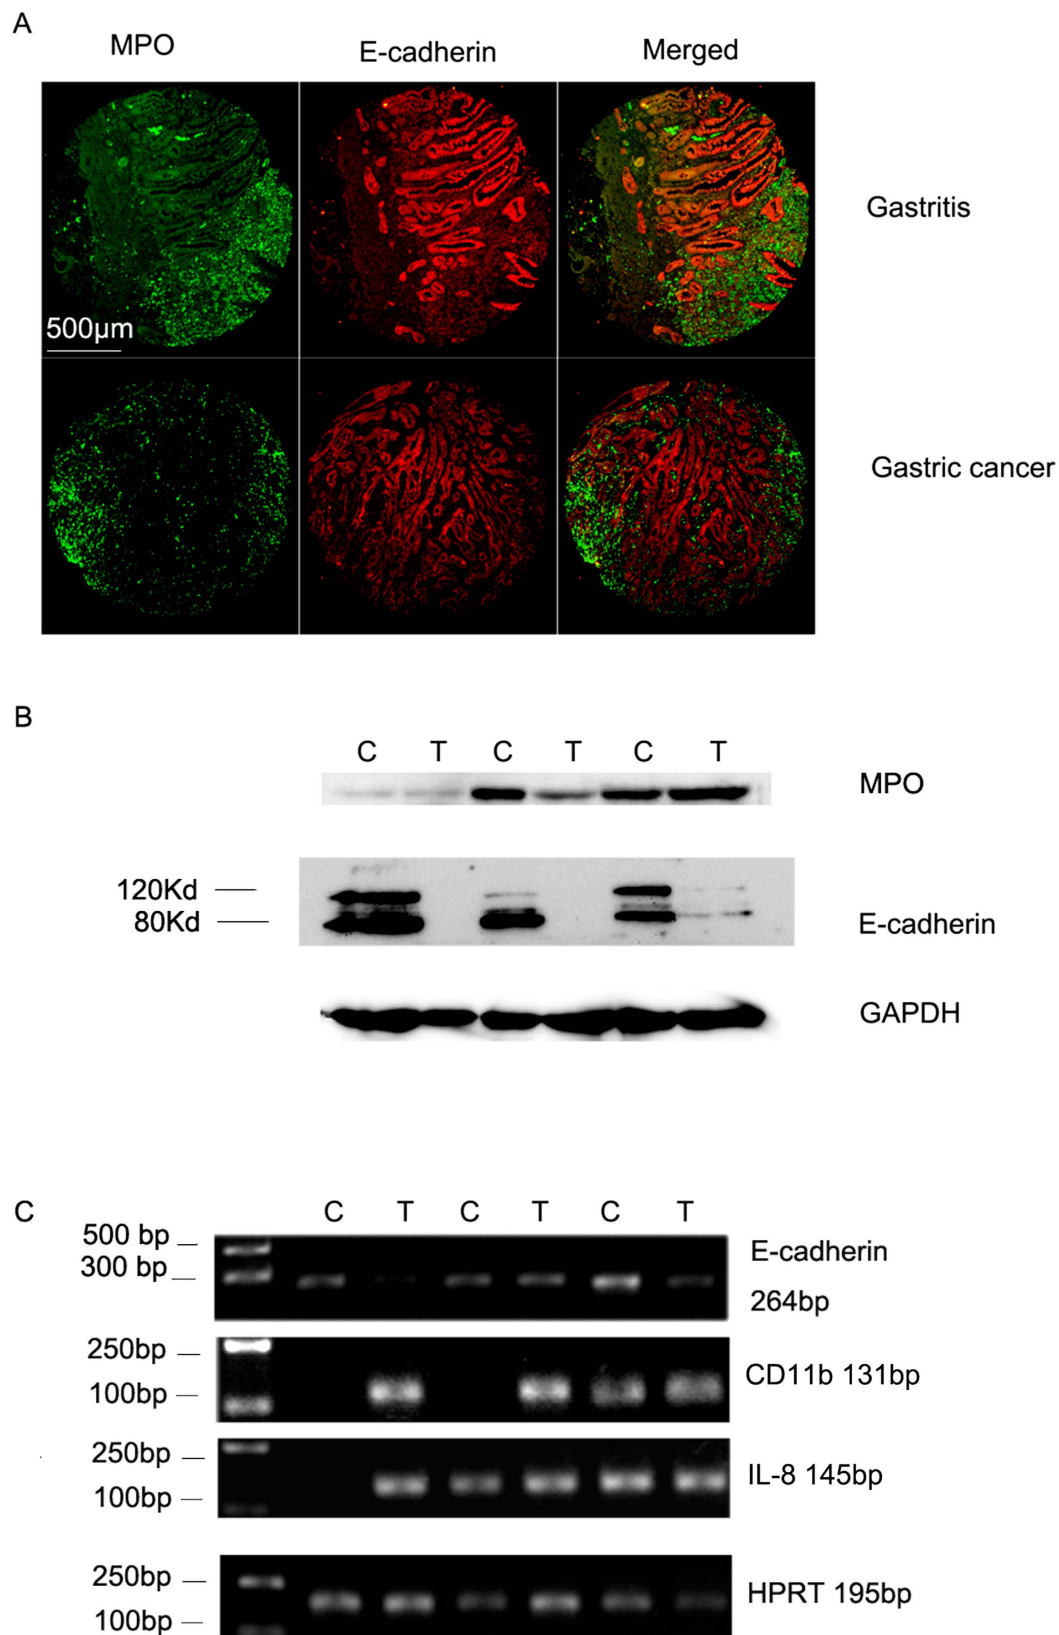 A
MPO
E-cadherin
Merged
Gastritis
500µm
Gastric cancer
B
C T C T C T
MPO
120Kd
80Kd
E-cadherin
GAPDH
C
C T C T C T
500 bp
300 bp
E-cadherin
264bp
250bp
100bp
CD11b 131bp
250bp
100bp
IL-8 145bp
250bp
100bp
HPRT 195bp